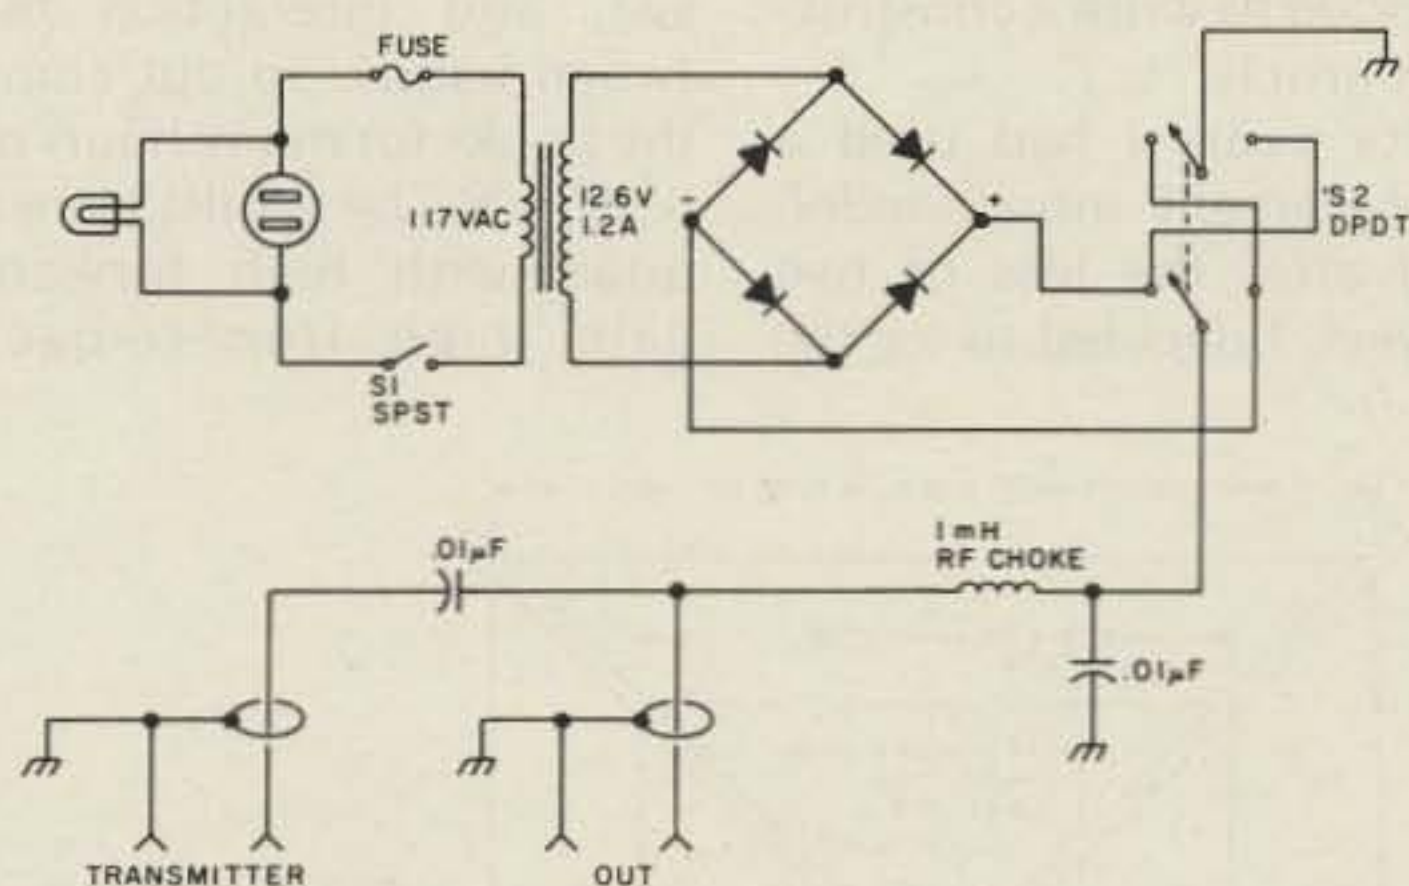 FUSE
117VAC
12.6V
1.2A
-
+
S2
DPDT
S1
SPST
.01µF
1mH
RF CHOKE
.01µF
TRANSMITTER
OUT